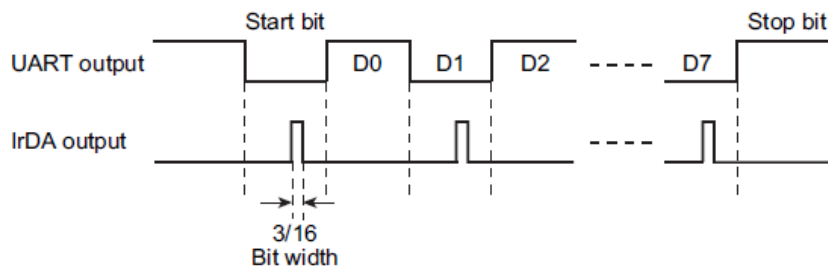 Start bit
Stop bit
UART output
D0
D1
D2
D7
IrDA output
3/16
Bit width